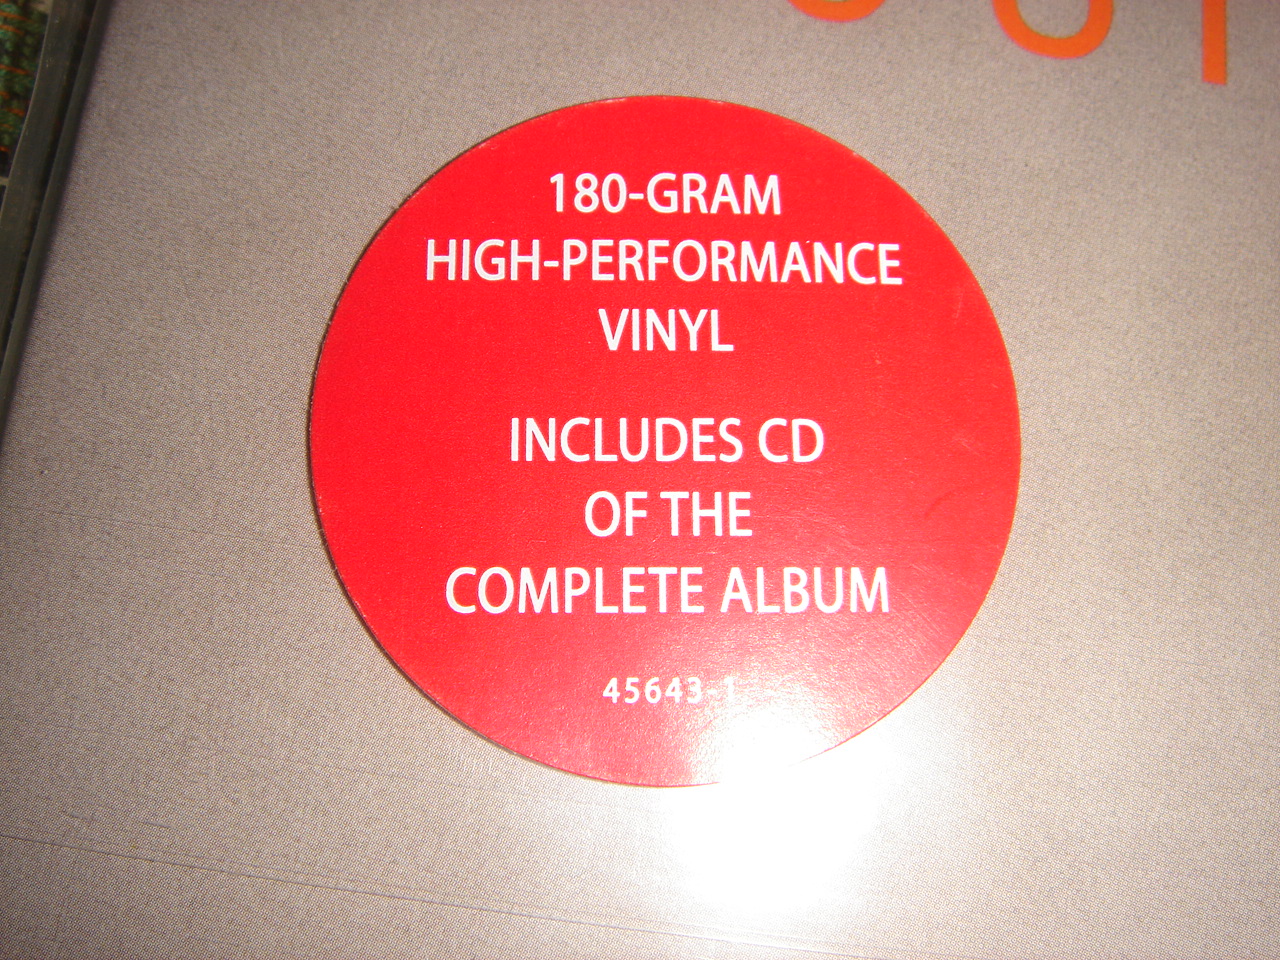 180-GRAM
HIGH-PERFORMANCE
VINYL
INCLUDES CD
OF THE
COMPLETE ALBUM
45643-1